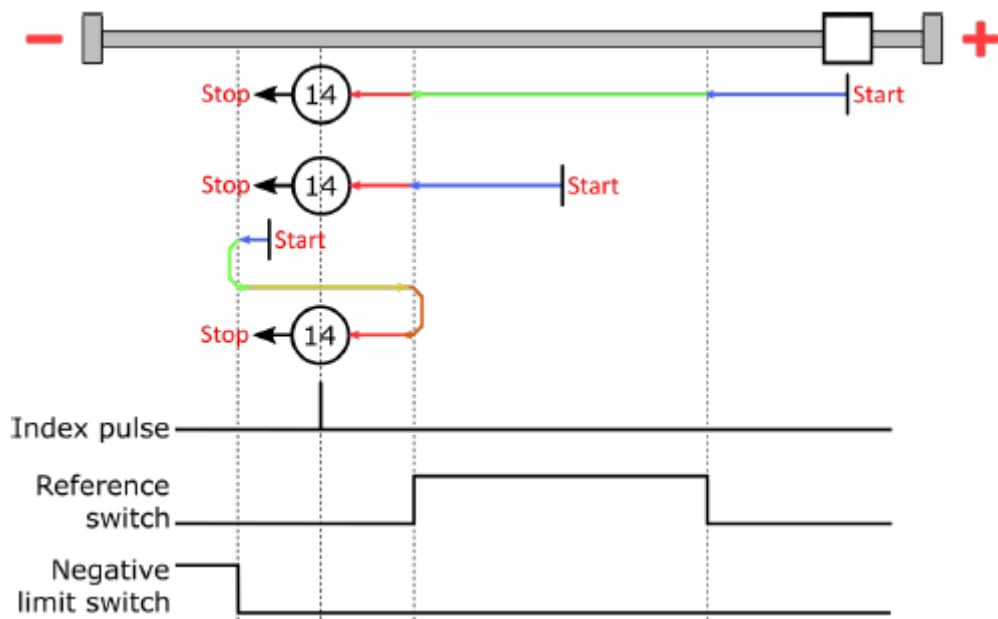 − +
Stop 14 Start
Stop 14 Start
Start
Stop 14
Index pulse
Reference
switch
Negative
limit switch